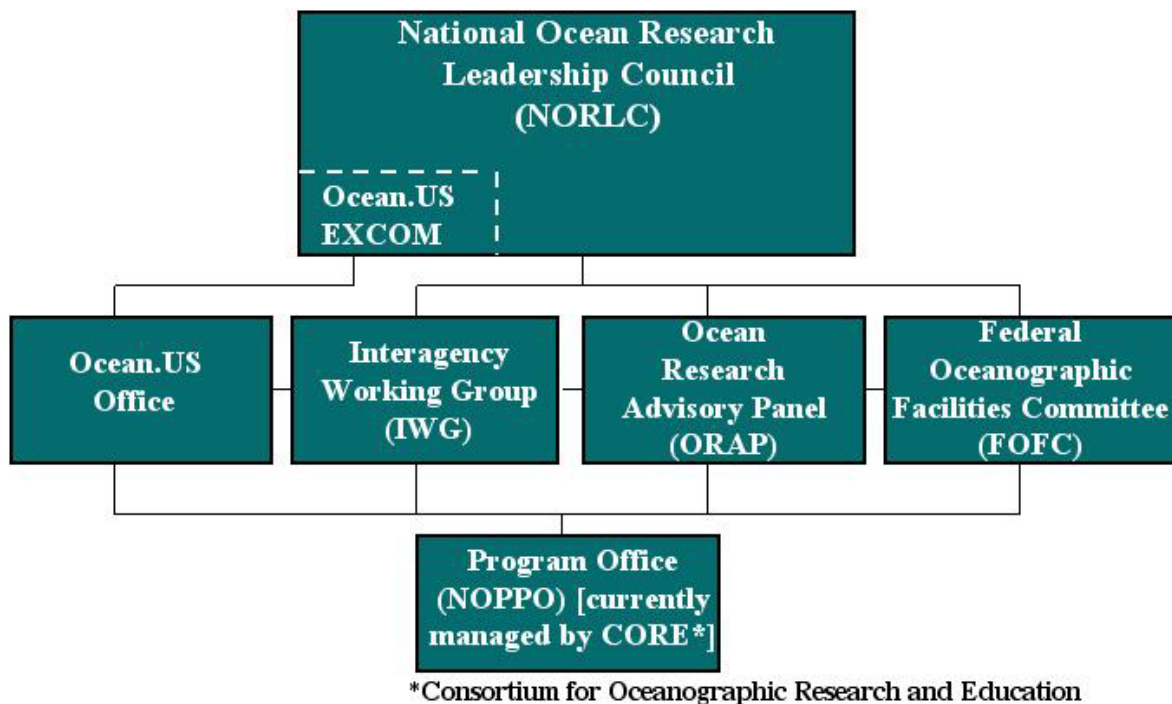 National Ocean Research
Leadership Council
(NORLC)
Ocean.US
EXCOM
Ocean.US
Office
Interagency
Working Group
(IWG)
Ocean
Research
Advisory Panel
(ORAP)
Federal
Oceanographic
Facilities Committee
(FOFC)
Program Office
(NOPPO) [currently
managed by CORE*]
*Consortium for Oceanographic Research and Education